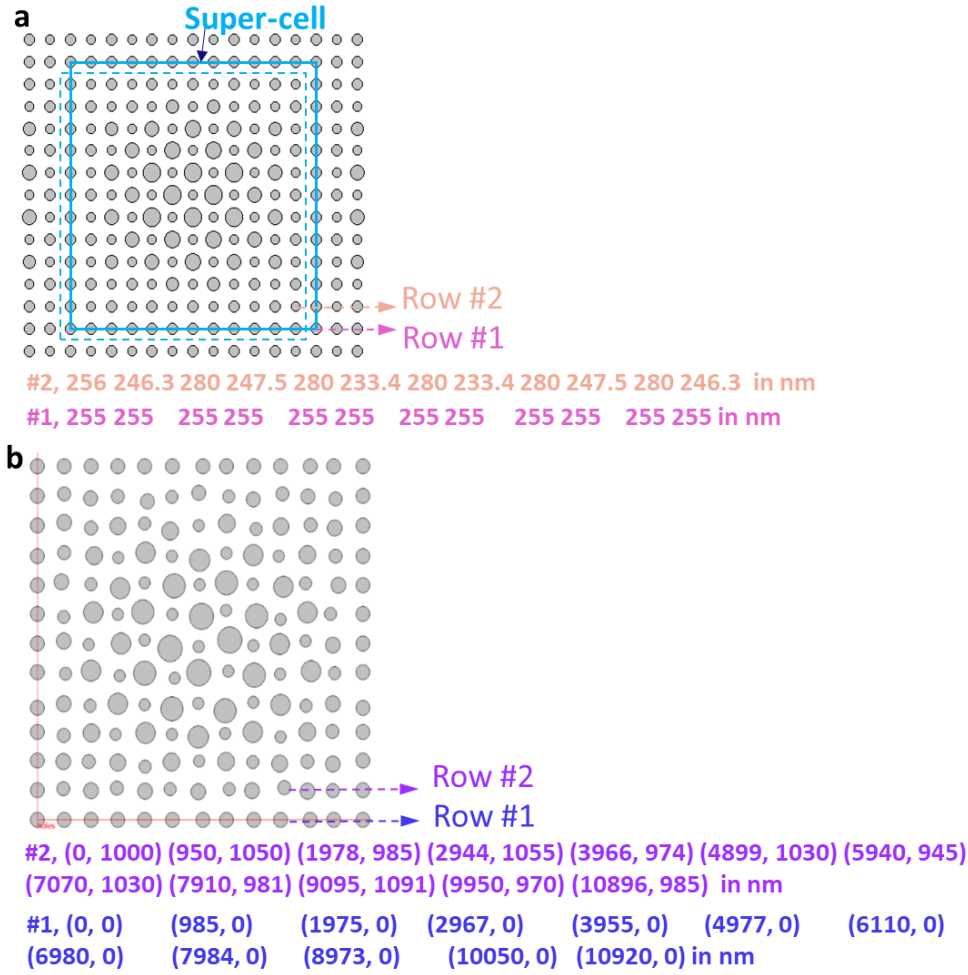 a
Super-cell
Row #2
Row #1
#2, 256 246.3 280 247.5 280 233.4 280 233.4 280 247.5 280 246.3 in nm
#1, 255 255 255 255 255 255 255 255 255 255 255 255 in nm
b
Row #2
Row #1
#2, (0, 1000) (950, 1050) (1978, 985) (2944, 1055) (3966, 974) (4899, 1030) (5940, 945)
(7070, 1030) (7910, 981) (9095, 1091) (9950, 970) (10896, 985) in nm
#1, (0, 0) (985, 0) (1975, 0) (2967, 0) (3955, 0) (4977, 0) (6110, 0)
(6980, 0) (7984, 0) (8973, 0) (10050, 0) (10920, 0) in nm